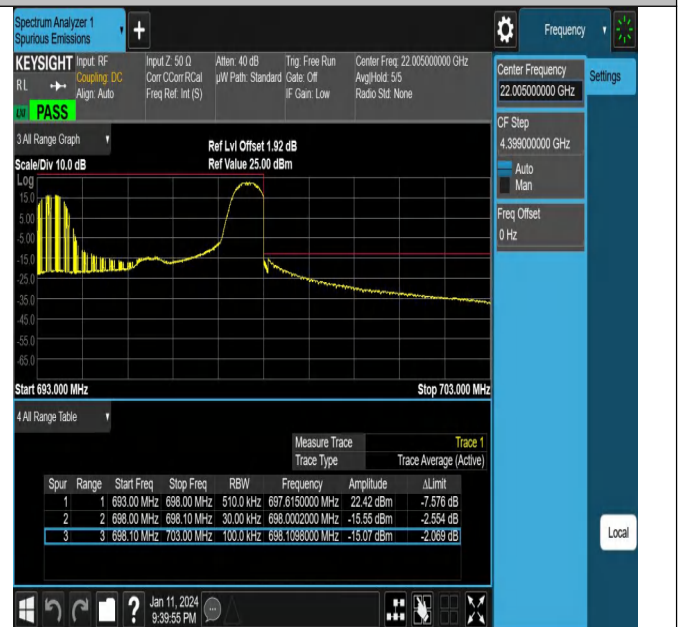 Spectrum Analyzer 1
Spurious Emissions
Frequency
KEYSIGHT
RL
Input: RF
Coupling: DC
Align: Auto
Input Z: 50 Ω
Corr CCorr RCal
Freq Ref: Int (S)
Atten: 40 dB
µW Path: Standard
Trig: Free Run
Gate: Off
IF Gain: Low
Center Freq: 22.005000000 GHz
Avg|Hold: 5/5
Radio Std: None
PASS
Center Frequency
22.005000000 GHz
Settings
CF Step
4.399000000 GHz
Auto
Man
Freq Offset
0 Hz
3 All Range Graph
Ref Lvl Offset 1.92 dB
Scale/Div 10.0 dB
Ref Value 25.00 dBm
Log
15.0
5.00
-5.00
-15.0
-25.0
-35.0
-45.0
-55.0
-65.0
Start 693.000 MHz
Stop 703.000 MHz
4 All Range Table
Measure Trace Trace 1
Trace Type Trace Average (Active)
Spur Range Start Freq Stop Freq RBW Frequency Amplitude ΔLimit
1 1 693.00 MHz 698.00 MHz 510.0 kHz 697.6150000 MHz 22.42 dBm -7.576 dB
2 2 698.00 MHz 698.10 MHz 30.00 kHz 698.0002000 MHz -15.55 dBm -2.554 dB
3 3 698.10 MHz 703.00 MHz 100.0 kHz 698.1098000 MHz -15.07 dBm -2.069 dB
Local
?
Jan 11, 2024
9:39:55 PM